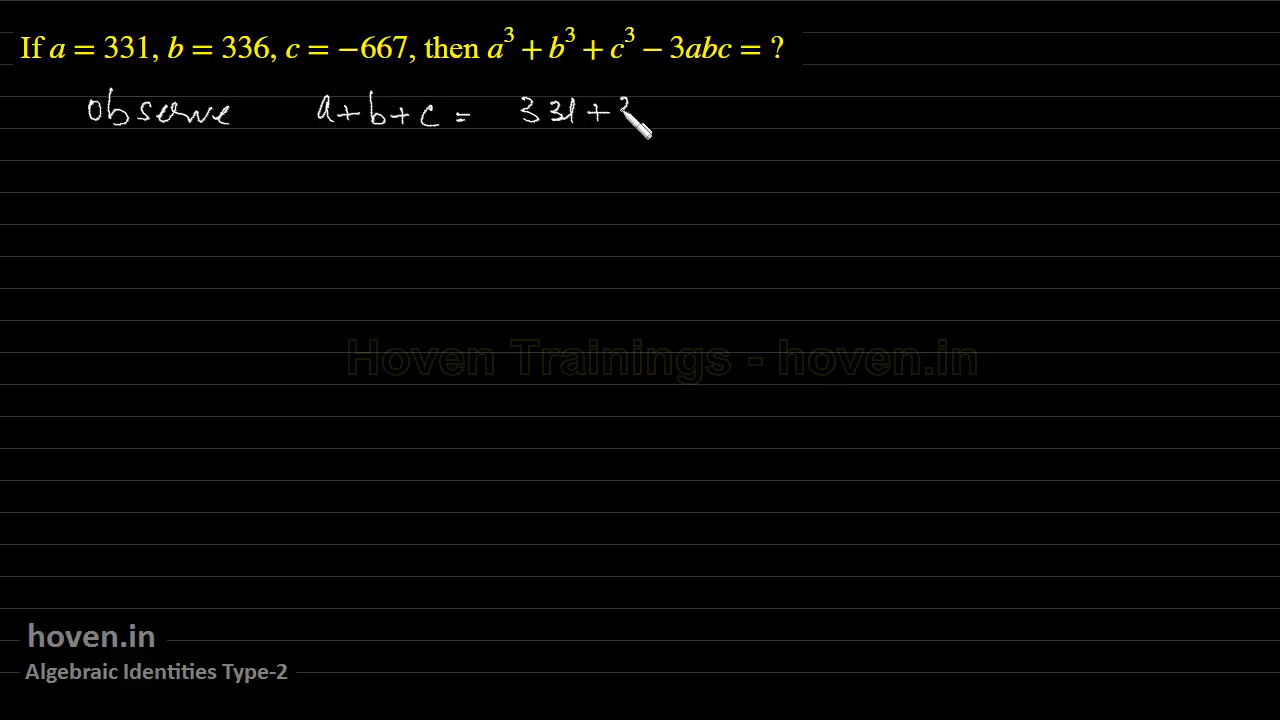 If a = 331, b = 336, c = −667, then a³ + b³ + c³ − 3abc = ?
observe a+b+c = 331+3
Hoven Trainings - hoven.in
hoven.in
Algebraic Identities Type-2